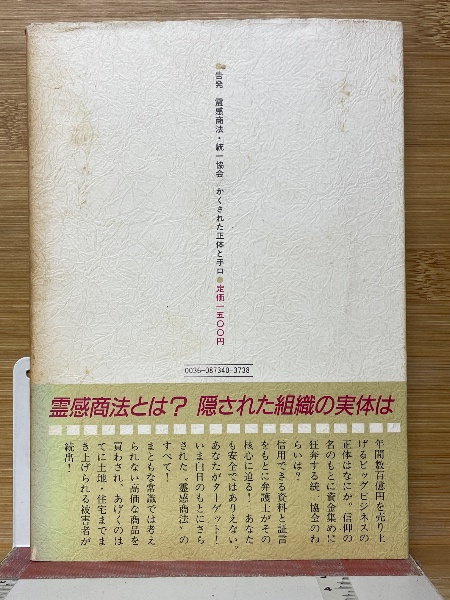 告発 霊感商法・統一協会 かくされた正体と手口●定価一五〇〇円
0036-087340-3738
霊感商法とは? 隠された組織の実体は
年間数百億円を売り上
げるビッグビジネスの
正体はなにか。信仰の
名のもとに資金集めに
狂奔する統一協会のね
らいは?
信用できる資料と証言
をもとに弁護士がその
核心に迫る! あなた
も安全ではありえない。
あなたがターゲット!
いま白日のもとにさら
された〝霊感商法〟の
すべて!
まともな常識では考え
られない高価な商品を
買わされ、あげくのは
てに土地・住宅までま
き上げられる被害者が
続出!